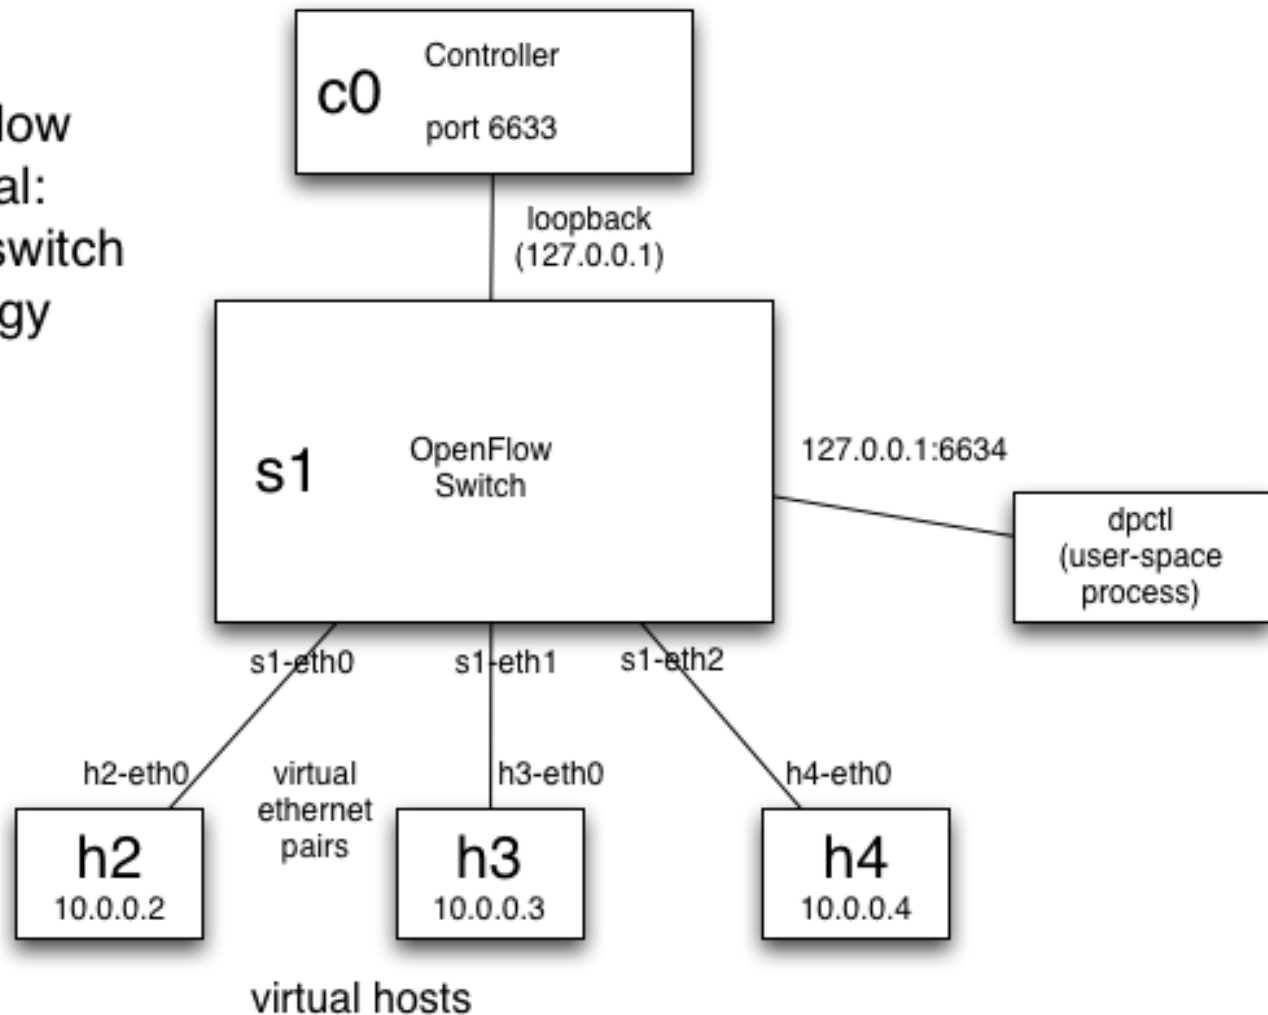 low
al:
switch
gy
c0
Controller
port 6633
loopback
(127.0.0.1)
s1
OpenFlow
Switch
127.0.0.1:6634
dpctl
(user-space
process)
s1-eth0
s1-eth1
s1-eth2
h2-eth0
virtual
ethernet
pairs
h3-eth0
h4-eth0
h2
10.0.0.2
h3
10.0.0.3
h4
10.0.0.4
virtual hosts